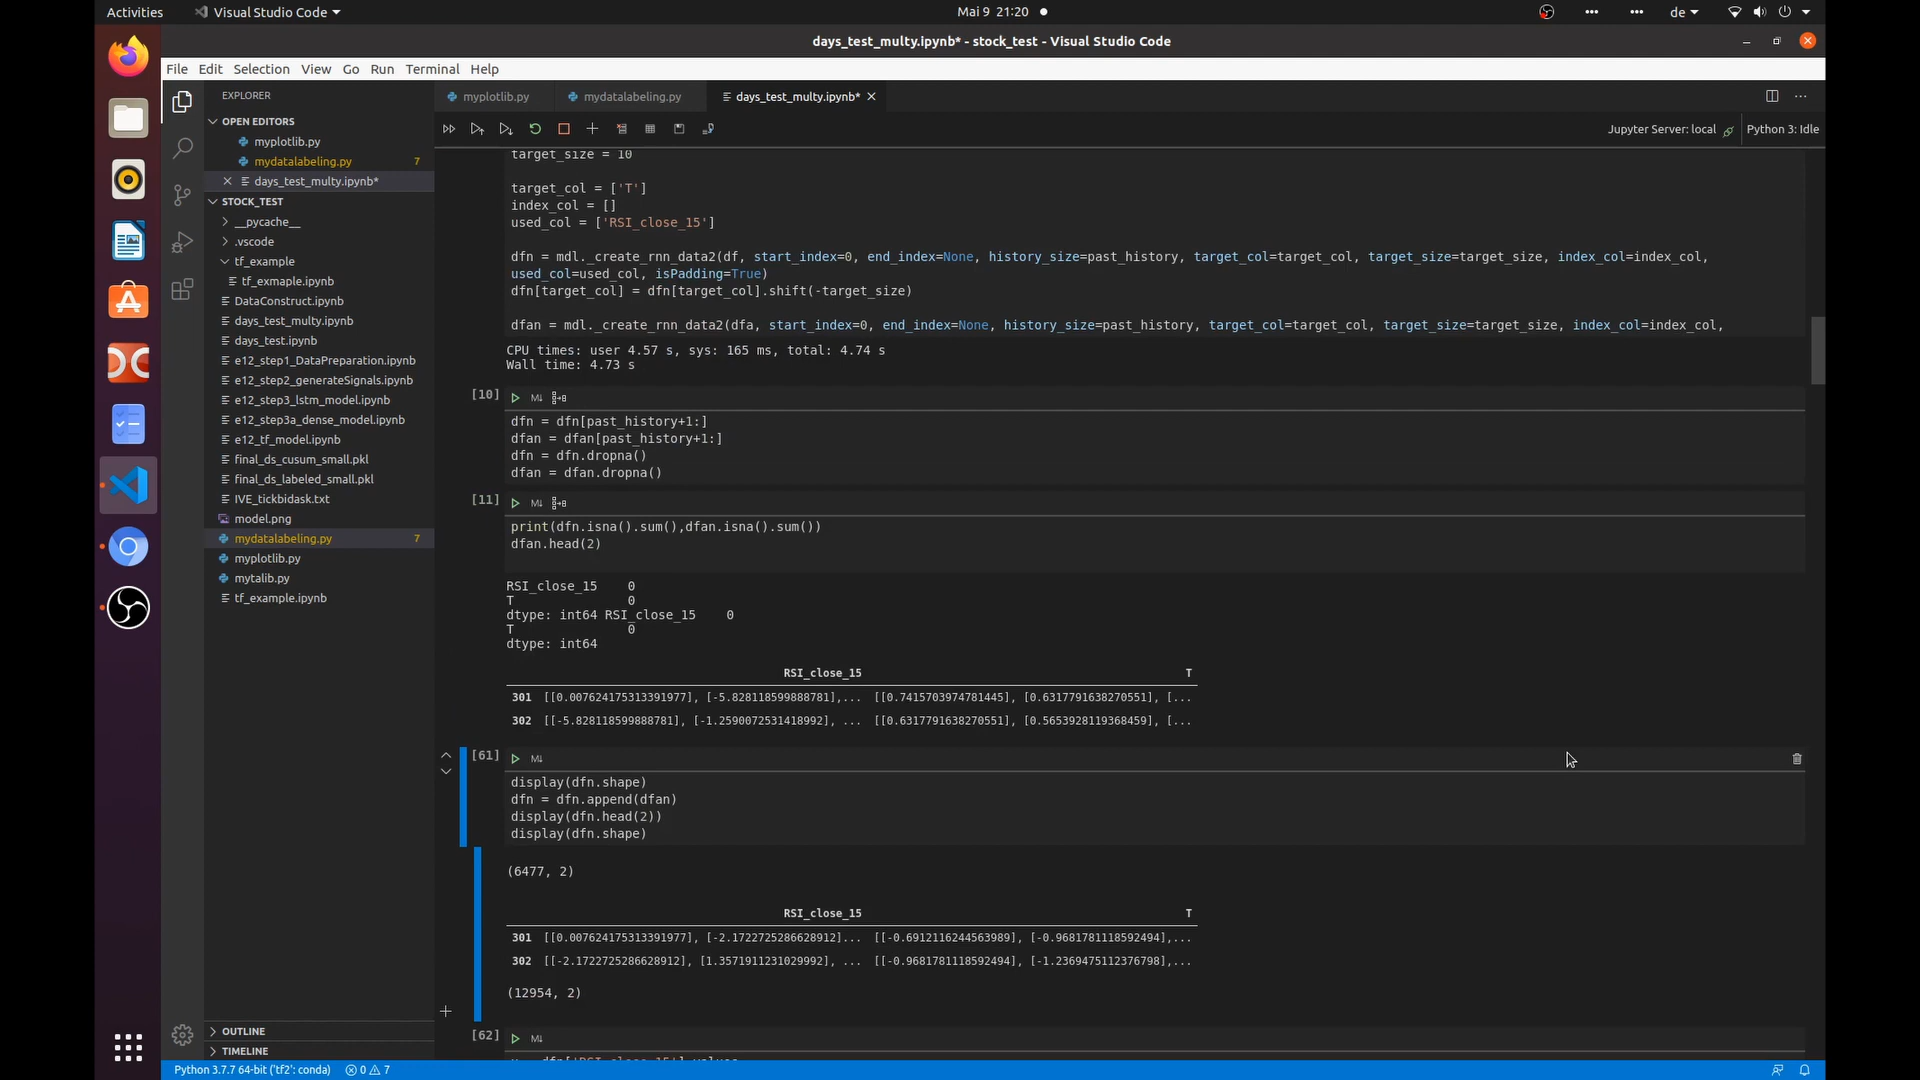 Activities
Visual Studio Code
Mai 9 21:20
de
days_test_multy.ipynb* - stock_test - Visual Studio Code
File Edit Selection View Go Run Terminal Help
EXPLORER
OPEN EDITORS
myplotlib.py
mydatalabeling.py 7
days_test_multy.ipynb*
STOCK_TEST
__pycache__
.vscode
tf_example
tf_exmaple.ipynb
DataConstruct.ipynb
days_test_multy.ipynb
days_test.ipynb
e12_step1_DataPreparation.ipynb
e12_step2_generateSignals.ipynb
e12_step3_lstm_model.ipynb
e12_step3a_dense_model.ipynb
e12_tf_model.ipynb
final_ds_cusum_small.pkl
final_ds_labeled_small.pkl
IVE_tickbidask.txt
model.png
mydatalabeling.py 7
myplotlib.py
mytalib.py
tf_example.ipynb
OUTLINE
TIMELINE
myplotlib.py
mydatalabeling.py
days_test_multy.ipynb*
Jupyter Server: local
Python 3: Idle
target_size = 10
target_col = ['T']
index_col = []
used_col = ['RSI_close_15']
dfn = mdl._create_rnn_data2(df, start_index=0, end_index=None, history_size=past_history, target_col=target_col, target_size=target_size, index_col=index_col,
used_col=used_col, isPadding=True)
dfn[target_col] = dfn[target_col].shift(-target_size)
dfan = mdl._create_rnn_data2(dfa, start_index=0, end_index=None, history_size=past_history, target_col=target_col, target_size=target_size, index_col=index_col,
CPU times: user 4.57 s, sys: 165 ms, total: 4.74 s
Wall time: 4.73 s
[10]
dfn = dfn[past_history+1:]
dfan = dfan[past_history+1:]
dfn = dfn.dropna()
dfan = dfan.dropna()
[11]
print(dfn.isna().sum(),dfan.isna().sum())
dfan.head(2)
RSI_close_15 0
T 0
dtype: int64 RSI_close_15 0
T 0
dtype: int64
RSI_close_15 T
301 [[0.007624175313391977], [-5.828118599888781],... [[0.7415703974781445], [0.6317791638270551], [...
302 [[-5.828118599888781], [-1.2590072531418992], ... [[0.6317791638270551], [0.5653928119368459], [...
[61]
display(dfn.shape)
dfn = dfn.append(dfan)
display(dfn.head(2))
display(dfn.shape)
(6477, 2)
RSI_close_15 T
301 [[0.007624175313391977], [-2.1722725286628912]... [[-0.6912116244563989], [-0.9681781118592494],...
302 [[-2.1722725286628912], [1.3571911231029992], ... [[-0.9681781118592494], [-1.2369475112376798],...
(12954, 2)
[62]
Python 3.7.7 64-bit ('tf2': conda)
0 7